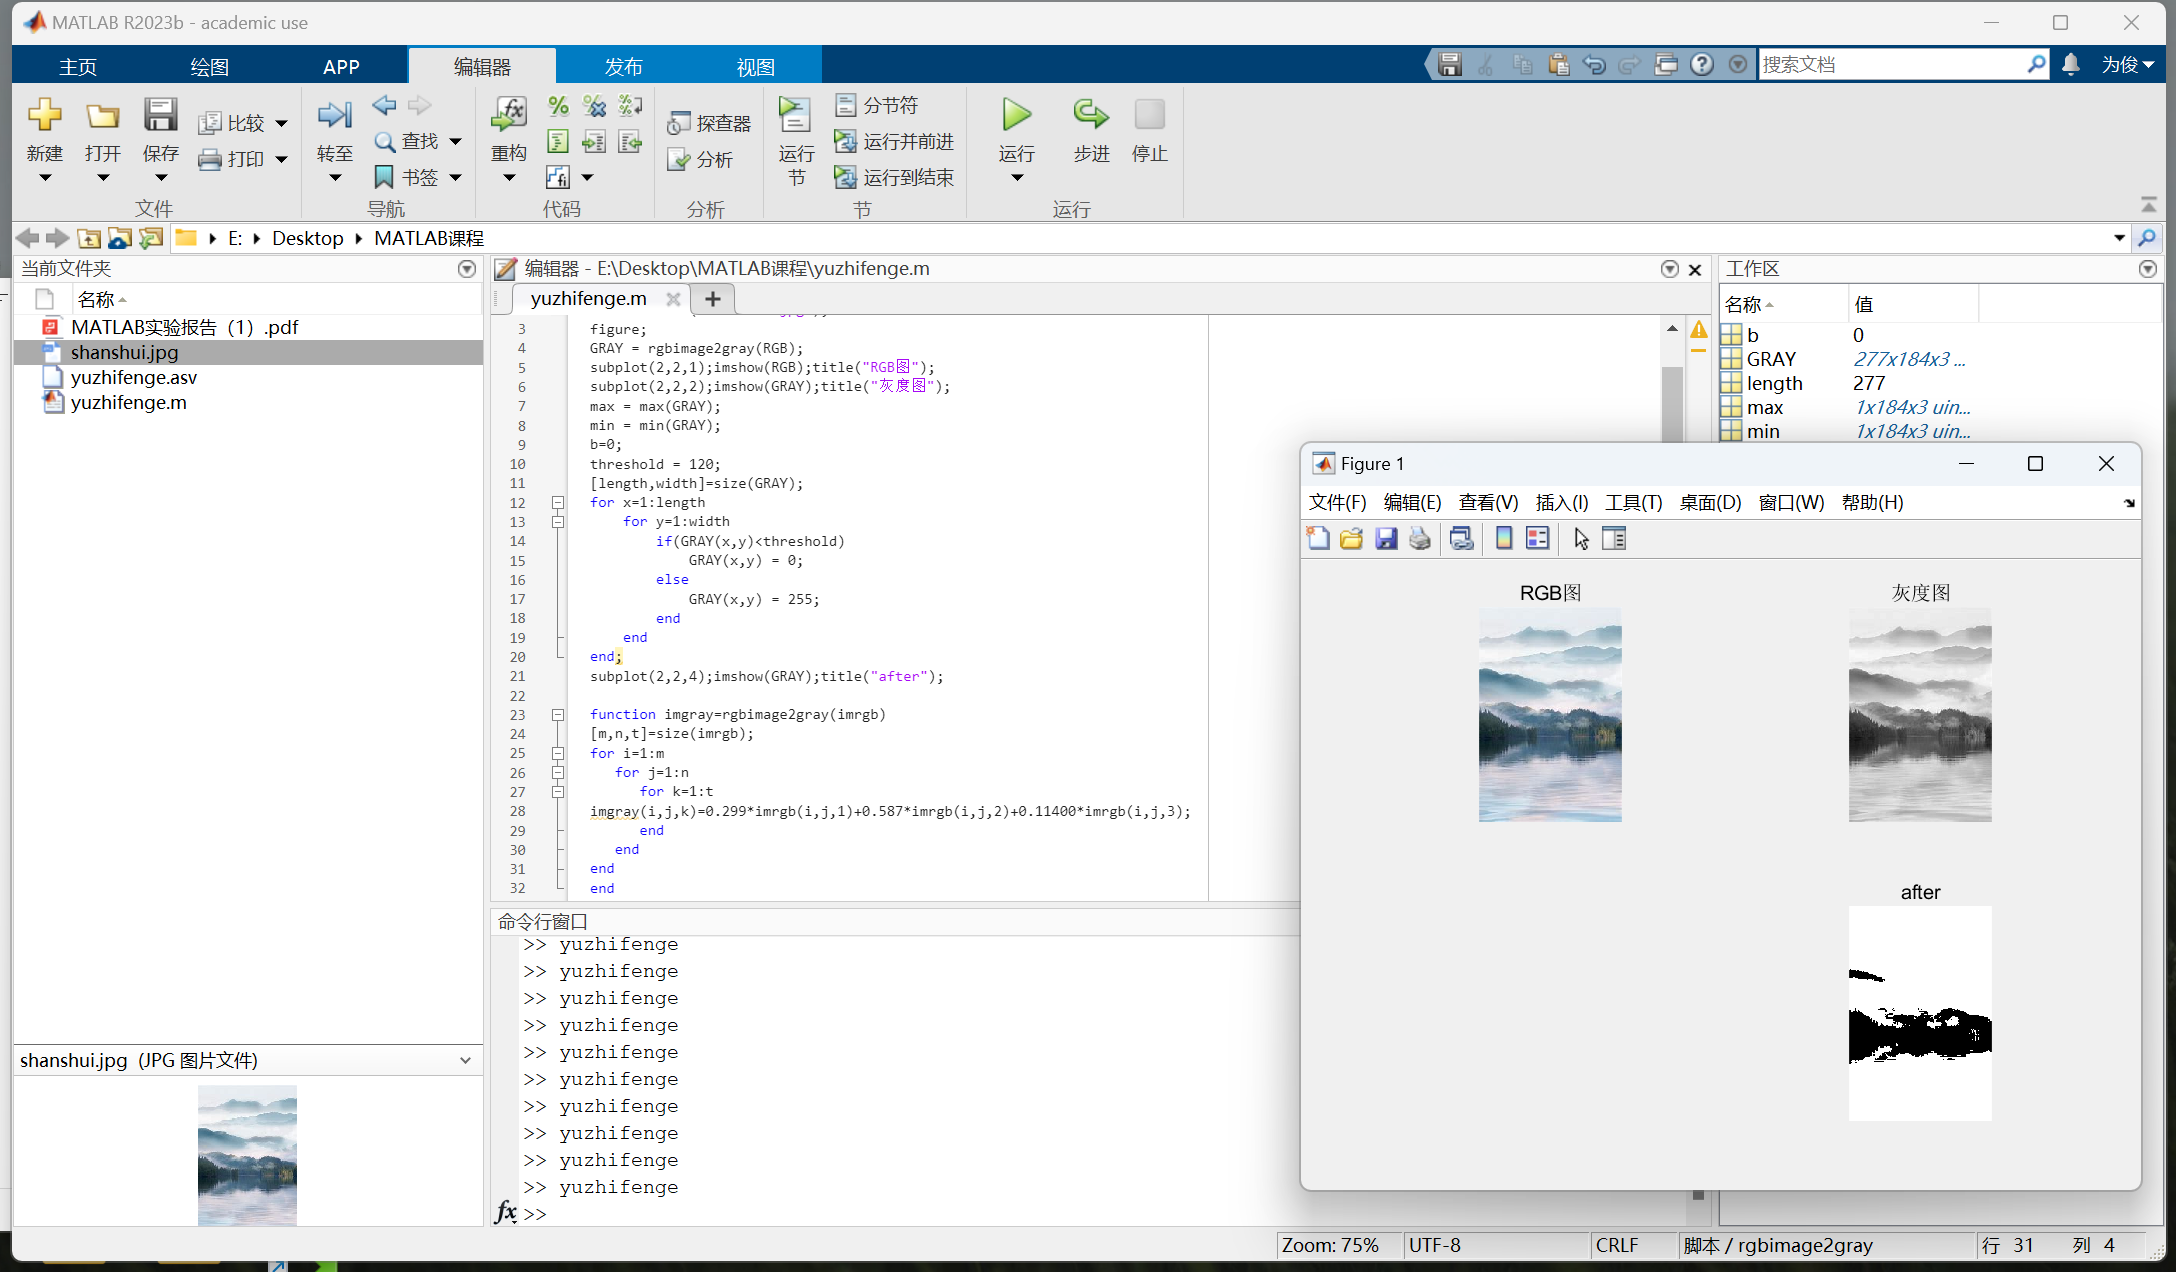 MATLAB R2023b - academic use
主页 绘图 APP 编辑器 发布 视图
搜索文档
为俊
新建 打开 保存 比较 打印
文件
转至 查找 书签
导航
重构
代码
探查器
分析
分析
运行节 分节符 运行并前进 运行到结束
节
运行 步进 停止
运行
E: Desktop MATLAB课程
当前文件夹
名称
MATLAB实验报告（1）.pdf
shanshui.jpg
yuzhifenge.asv
yuzhifenge.m
shanshui.jpg (JPG 图片文件)
编辑器 - E:\Desktop\MATLAB课程\yuzhifenge.m
yuzhifenge.m
3 figure;
4 GRAY = rgbimage2gray(RGB);
5 subplot(2,2,1);imshow(RGB);title("RGB图");
6 subplot(2,2,2);imshow(GRAY);title("灰度图");
7 max = max(GRAY);
8 min = min(GRAY);
9 b=0;
10 threshold = 120;
11 [length,width]=size(GRAY);
12 for x=1:length
13 for y=1:width
14 if(GRAY(x,y)<threshold)
15 GRAY(x,y) = 0;
16 else
17 GRAY(x,y) = 255;
18 end
19 end
20 end;
21 subplot(2,2,4);imshow(GRAY);title("after");
22
23 function imgray=rgbimage2gray(imrgb)
24 [m,n,t]=size(imrgb);
25 for i=1:m
26 for j=1:n
27 for k=1:t
28 imgray(i,j,k)=0.299*imrgb(i,j,1)+0.587*imrgb(i,j,2)+0.11400*imrgb(i,j,3);
29 end
30 end
31 end
32 end
命令行窗口
>> yuzhifenge
>> yuzhifenge
>> yuzhifenge
>> yuzhifenge
>> yuzhifenge
>> yuzhifenge
>> yuzhifenge
>> yuzhifenge
>> yuzhifenge
>> yuzhifenge
fx >>
工作区
名称 值
b 0
GRAY 277x184x3 ...
length 277
max 1x184x3 uin...
min 1x184x3 uin...
Figure 1
文件(F) 编辑(E) 查看(V) 插入(I) 工具(T) 桌面(D) 窗口(W) 帮助(H)
RGB图
灰度图
after
Zoom: 75% UTF-8 CRLF 脚本 / rgbimage2gray 行 31 列 4